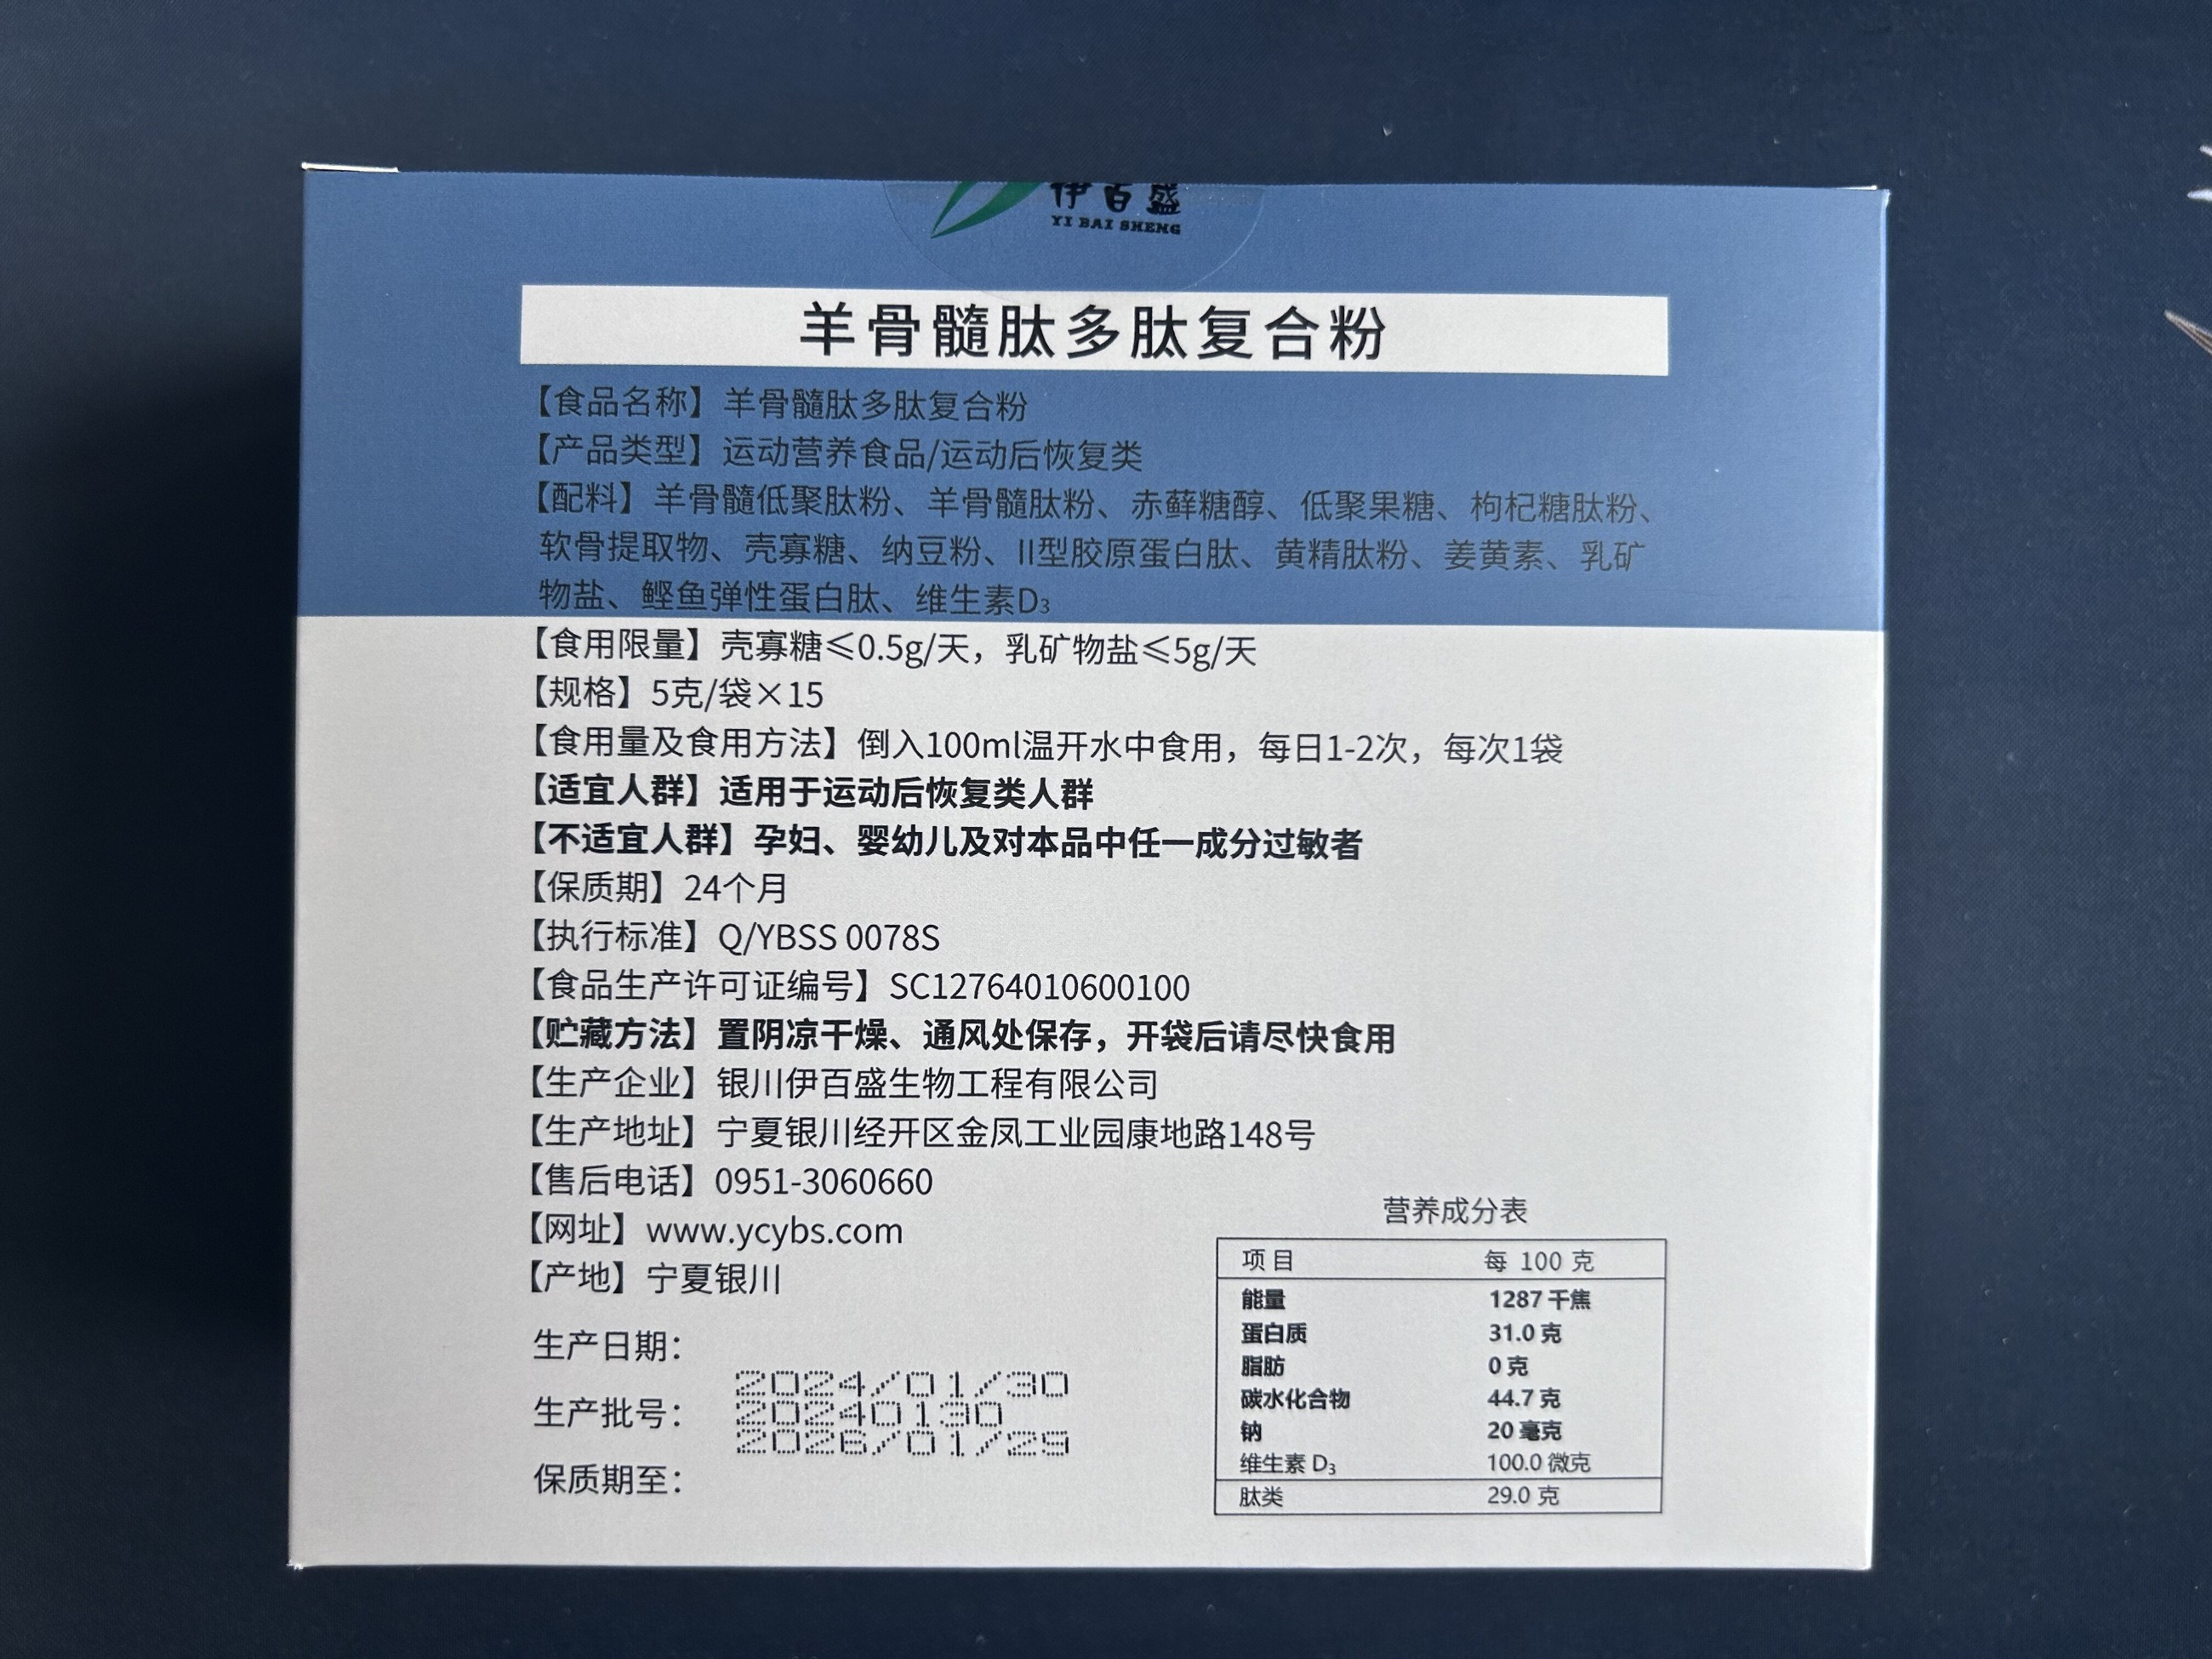 伊百盛
YI BAI SHENG
羊骨髓肽多肽复合粉
【食品名称】羊骨髓肽多肽复合粉
【产品类型】运动营养食品/运动后恢复类
【配料】羊骨髓低聚肽粉、羊骨髓肽粉、赤藓糖醇、低聚果糖、枸杞糖肽粉、
软骨提取物、壳寡糖、纳豆粉、II型胶原蛋白肽、黄精肽粉、姜黄素、乳矿
物盐、鲣鱼弹性蛋白肽、维生素D₃
【食用限量】壳寡糖≤0.5g/天，乳矿物盐≤5g/天
【规格】5克/袋×15
【食用量及食用方法】倒入100ml温开水中食用，每日1-2次，每次1袋
【适宜人群】适用于运动后恢复类人群
【不适宜人群】孕妇、婴幼儿及对本品中任一成分过敏者
【保质期】24个月
【执行标准】Q/YBSS 0078S
【食品生产许可证编号】SC12764010600100
【贮藏方法】置阴凉干燥、通风处保存，开袋后请尽快食用
【生产企业】银川伊百盛生物工程有限公司
【生产地址】宁夏银川经开区金凤工业园康地路148号
【售后电话】0951-3060660
【网址】www.ycybs.com
【产地】宁夏银川
生产日期：
2024/01/30
生产批号：
20240130
2026/01/29
保质期至：
营养成分表
项目 每 100 克
能量 1287 千焦
蛋白质 31.0 克
脂肪 0 克
碳水化合物 44.7 克
钠 20 毫克
维生素 D₃ 100.0 微克
肽类 29.0 克